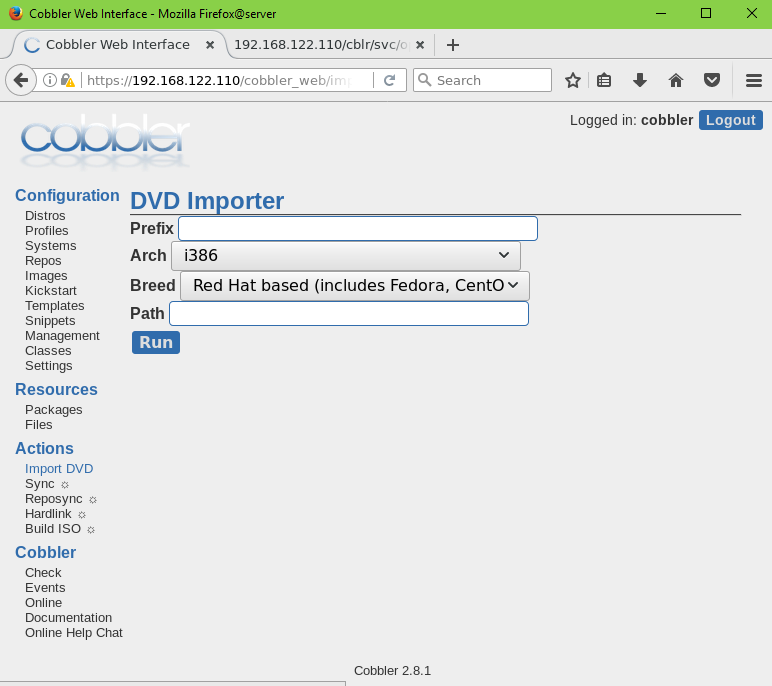 Cobbler Web Interface - Mozilla Firefox@server
Cobbler Web Interface
192.168.122.110/cblr/svc/o
https://192.168.122.110/cobbler_web/im
Search
cobbler
Logged in: cobbler Logout
Configuration
Distros
Profiles
Systems
Repos
Images
Kickstart
Templates
Snippets
Management
Classes
Settings
Resources
Packages
Files
Actions
Import DVD
Sync ☼
Reposync ☼
Hardlink ☼
Build ISO ☼
Cobbler
Check
Events
Online
Documentation
Online Help Chat
DVD Importer
Prefix
Arch i386
Breed Red Hat based (includes Fedora, CentO
Path
Run
Cobbler 2.8.1